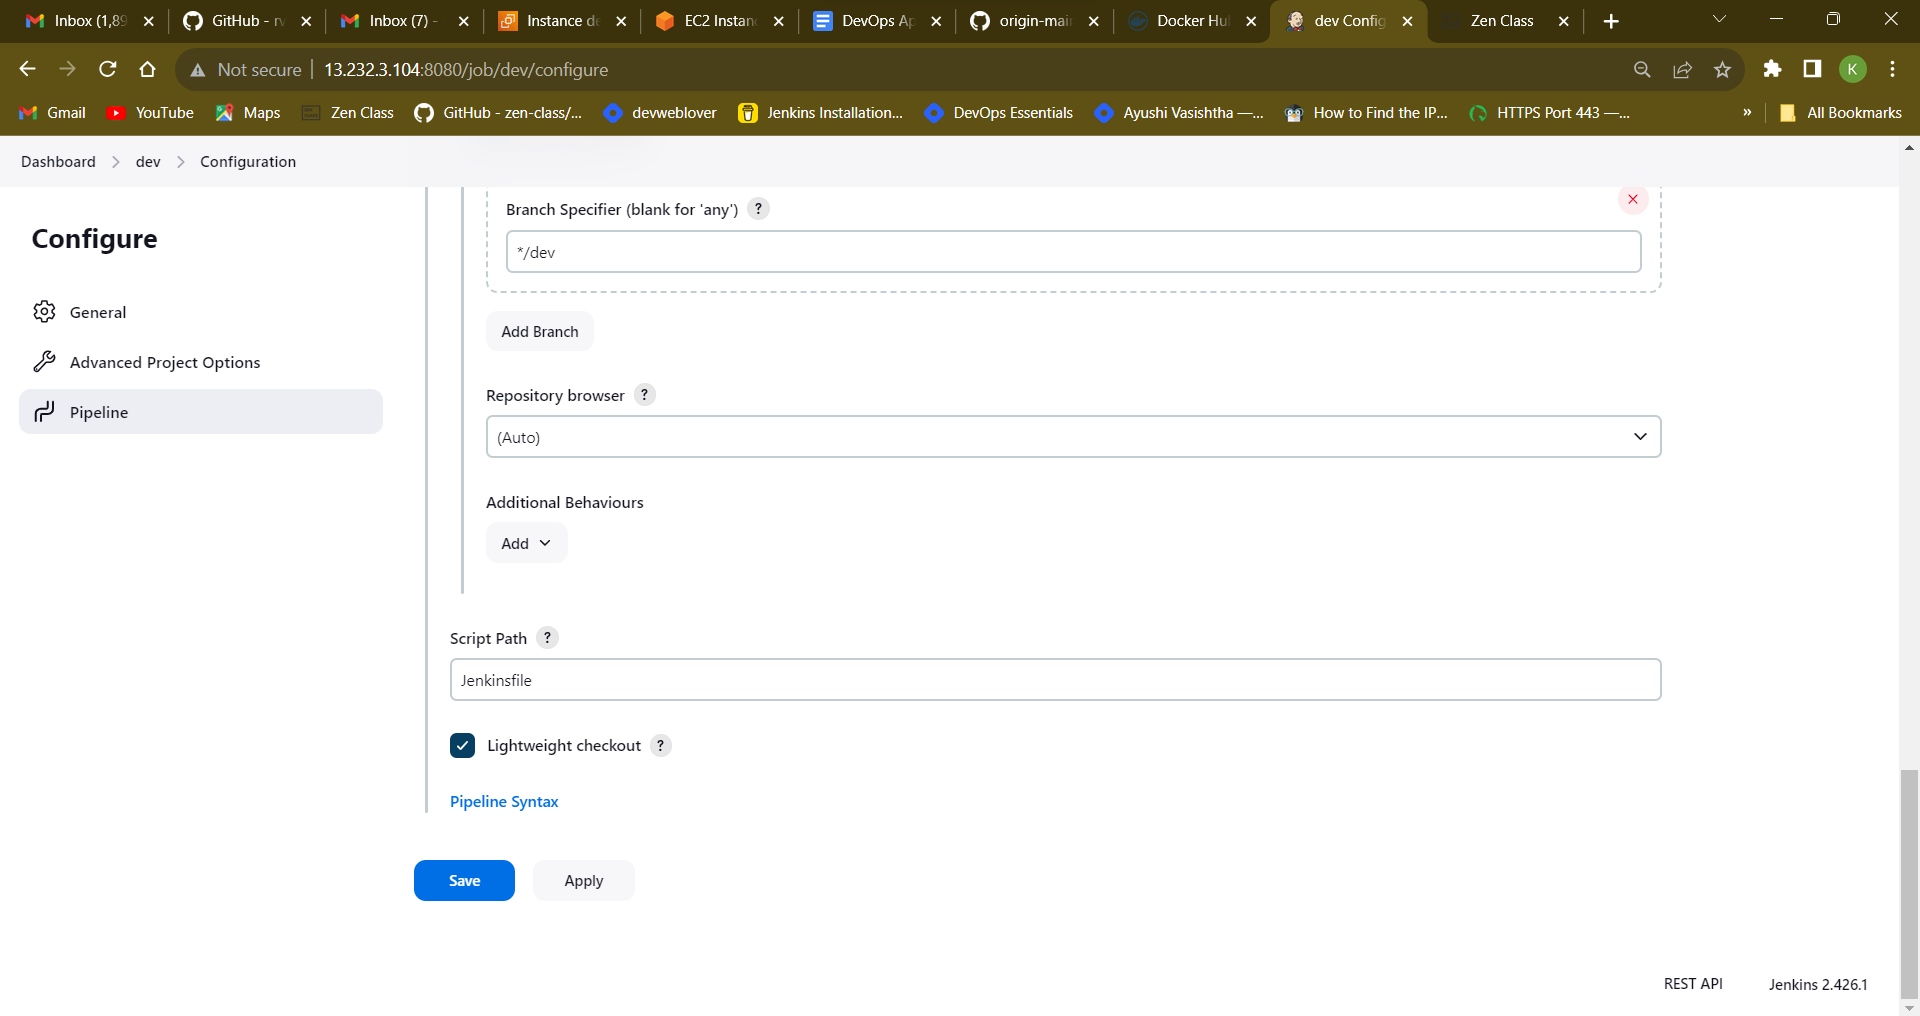 Inbox (1,89
GitHub - rv
Inbox (7) -
Instance de
EC2 Instan
DevOps Ap
origin-mai
Docker Hu
dev Config
Zen Class
Not secure
13.232.3.104:8080/job/dev/configure
K
Gmail
YouTube
Maps
Zen Class
GitHub - zen-class/...
devweblover
Jenkins Installation...
DevOps Essentials
Ayushi Vasishtha —...
How to Find the IP...
HTTPS Port 443 —...
»
All Bookmarks
Dashboard > dev > Configuration
Configure
General
Advanced Project Options
Pipeline
Branch Specifier (blank for 'any') ?
*/dev
Add Branch
Repository browser ?
(Auto)
Additional Behaviours
Add
Script Path ?
Jenkinsfile
Lightweight checkout ?
Pipeline Syntax
Save
Apply
REST API
Jenkins 2.426.1